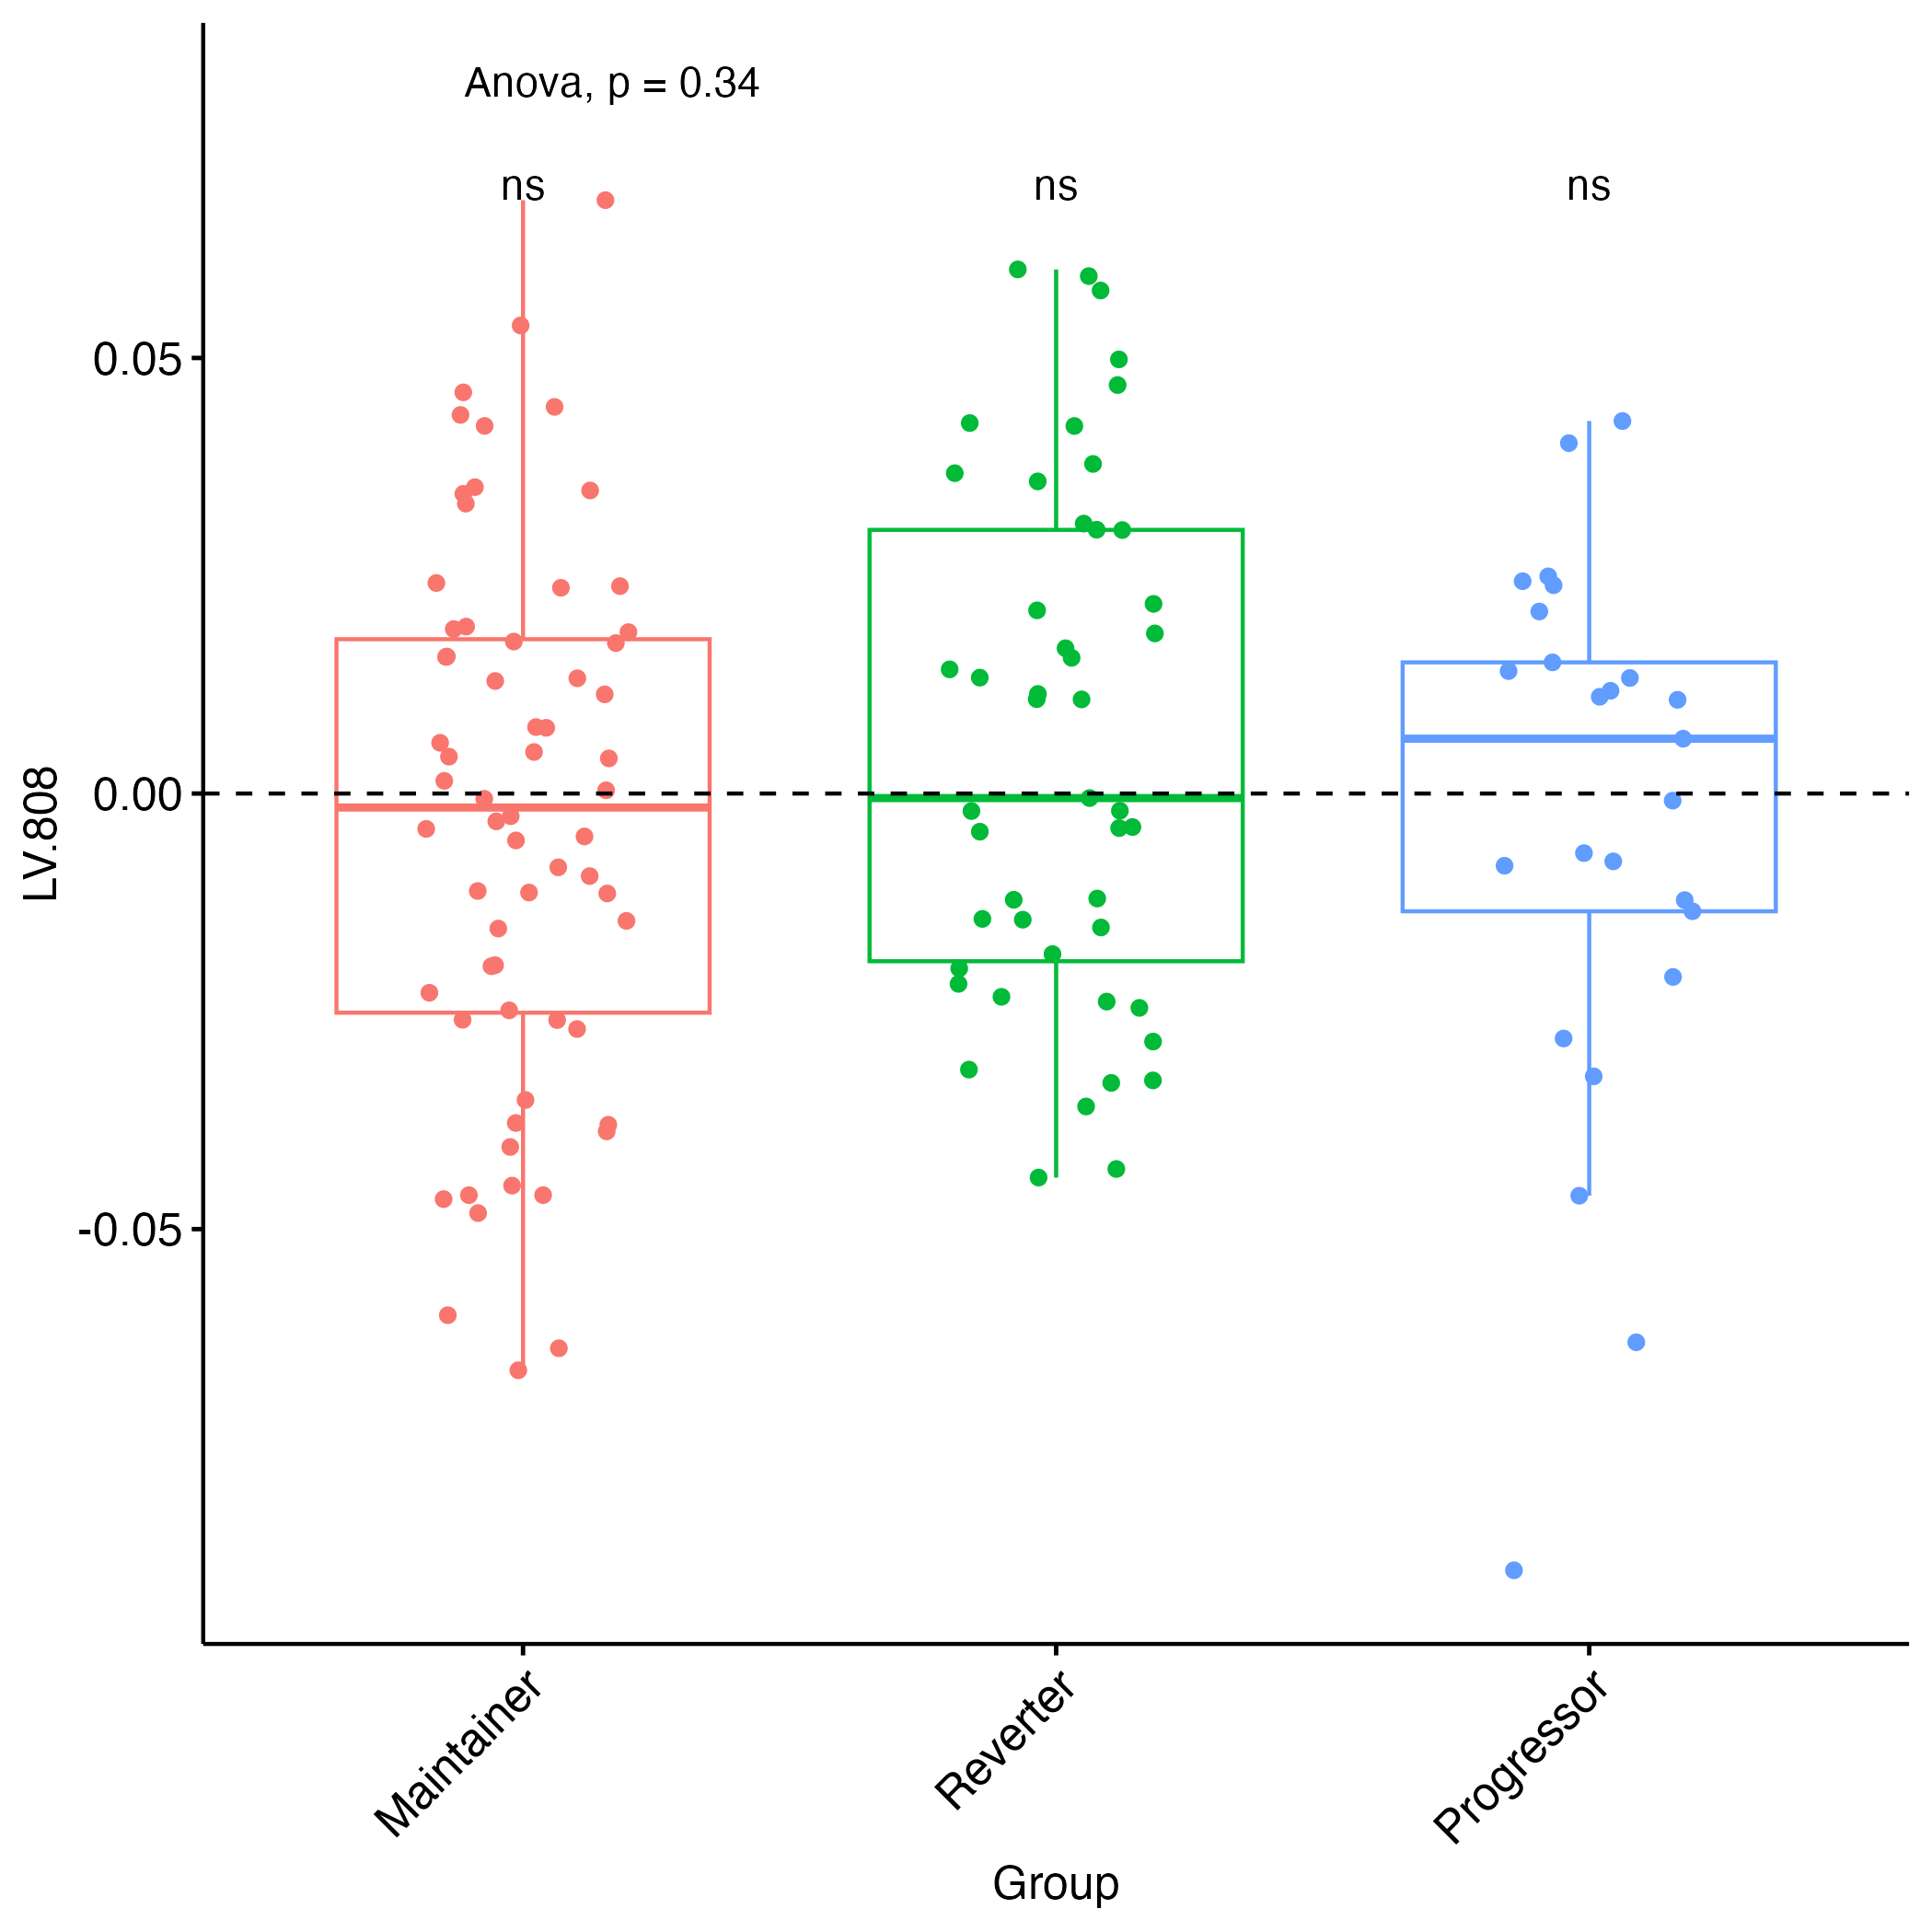 Anova, p = 0.34
ns ns ns
0.05
0.00
-0.05
LV.808
Maintainer
Reverter
Progressor
Group